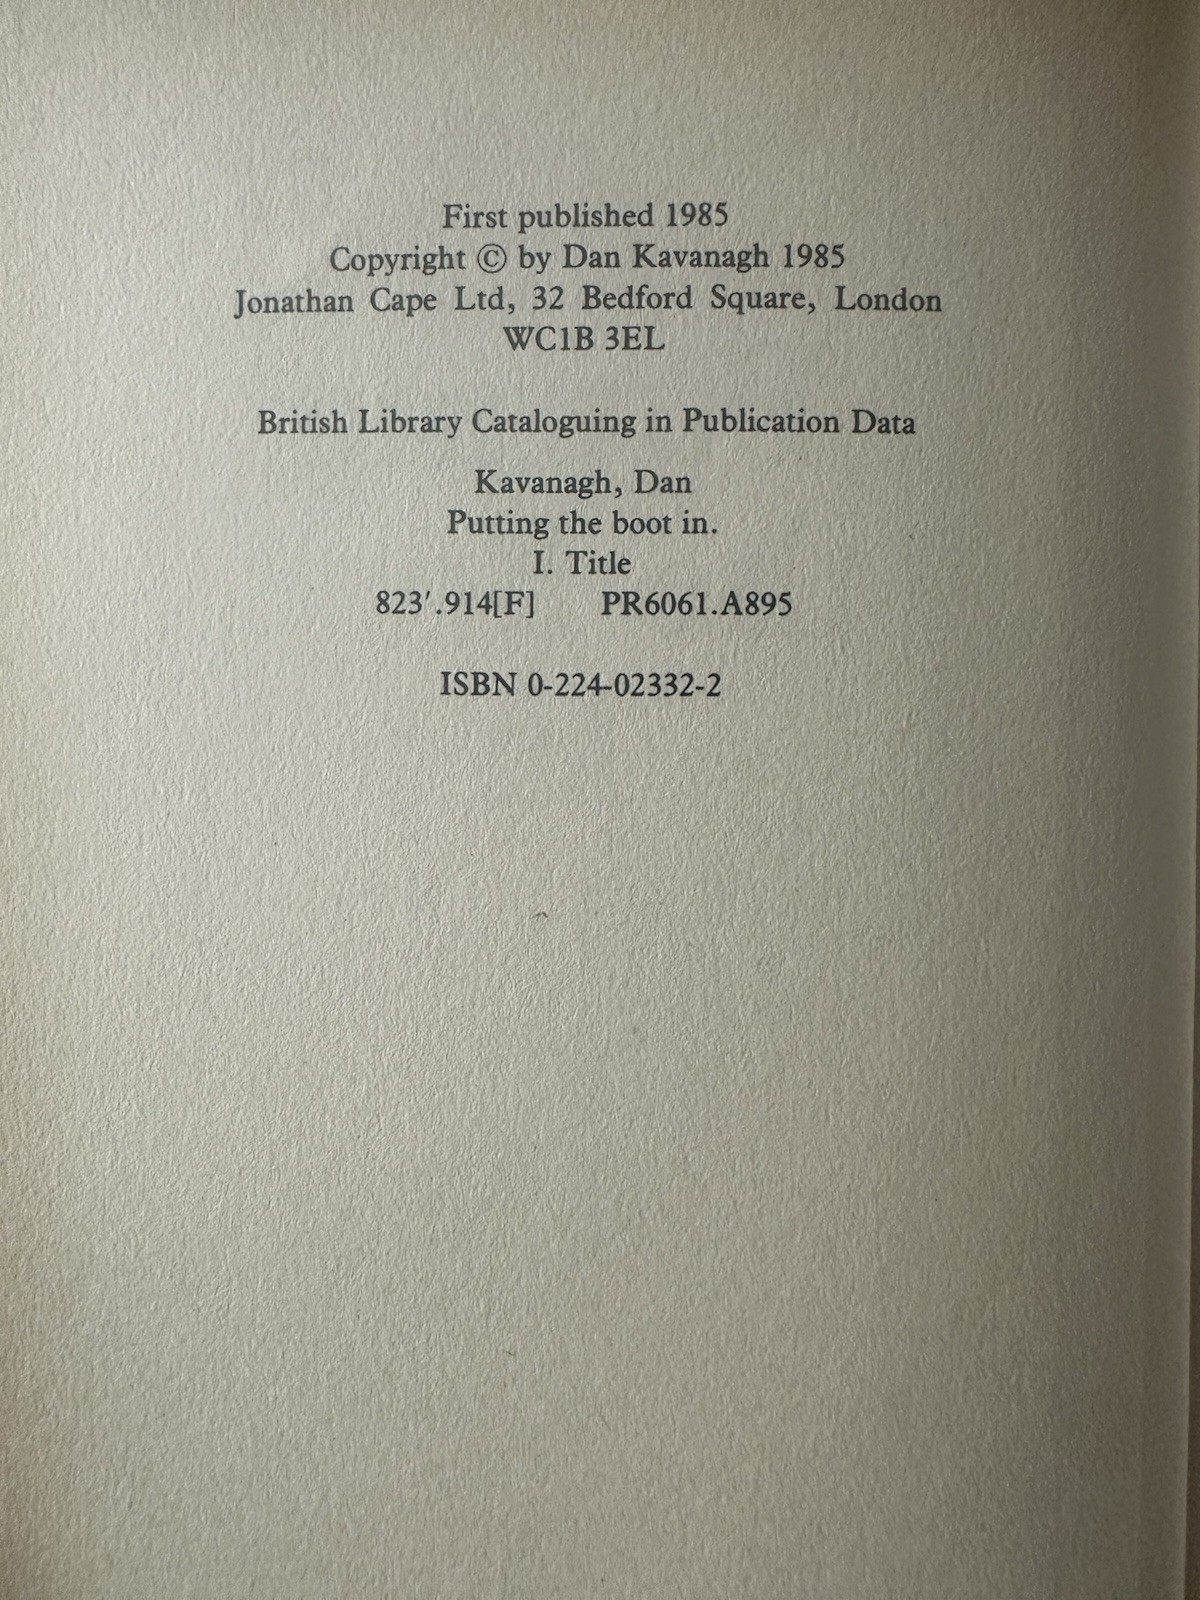 First published 1985
Copyright © by Dan Kavanagh 1985
Jonathan Cape Ltd, 32 Bedford Square, London
WC1B 3EL
British Library Cataloguing in Publication Data
Kavanagh, Dan
Putting the boot in.
I. Title
823′.914[F] PR6061.A895
ISBN 0-224-02332-2